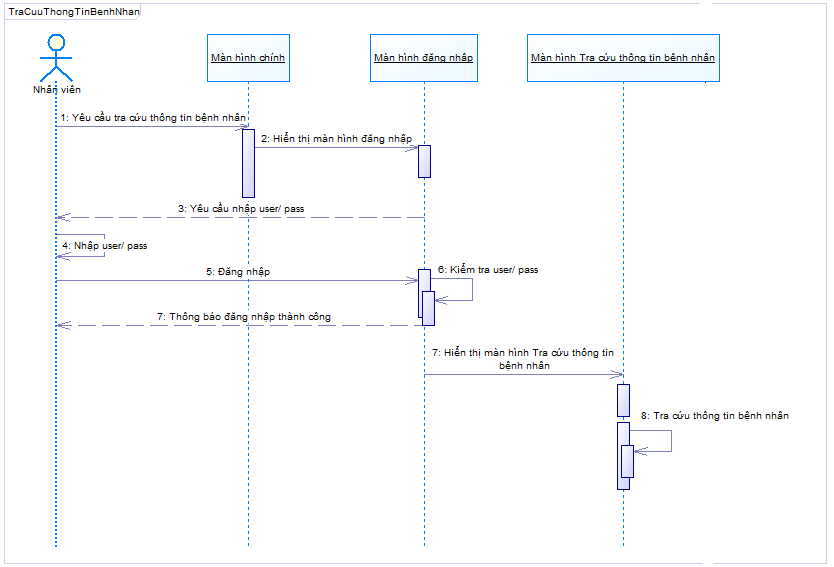 TraCuuThongTinBenhNhan
Nhân viên
Màn hình chính
Màn hình đăng nhập
Màn hình Tra cứu thông tin bệnh nhân
1: Yêu cầu tra cứu thông tin bệnh nhân
2: Hiển thị màn hình đăng nhập
3: Yêu cầu nhập user/ pass
4: Nhập user/ pass
5: Đăng nhập
6: Kiểm tra user/ pass
7: Thông báo đăng nhập thành công
7: Hiển thị màn hình Tra cứu thông tin
bệnh nhân
8: Tra cứu thông tin bệnh nhân